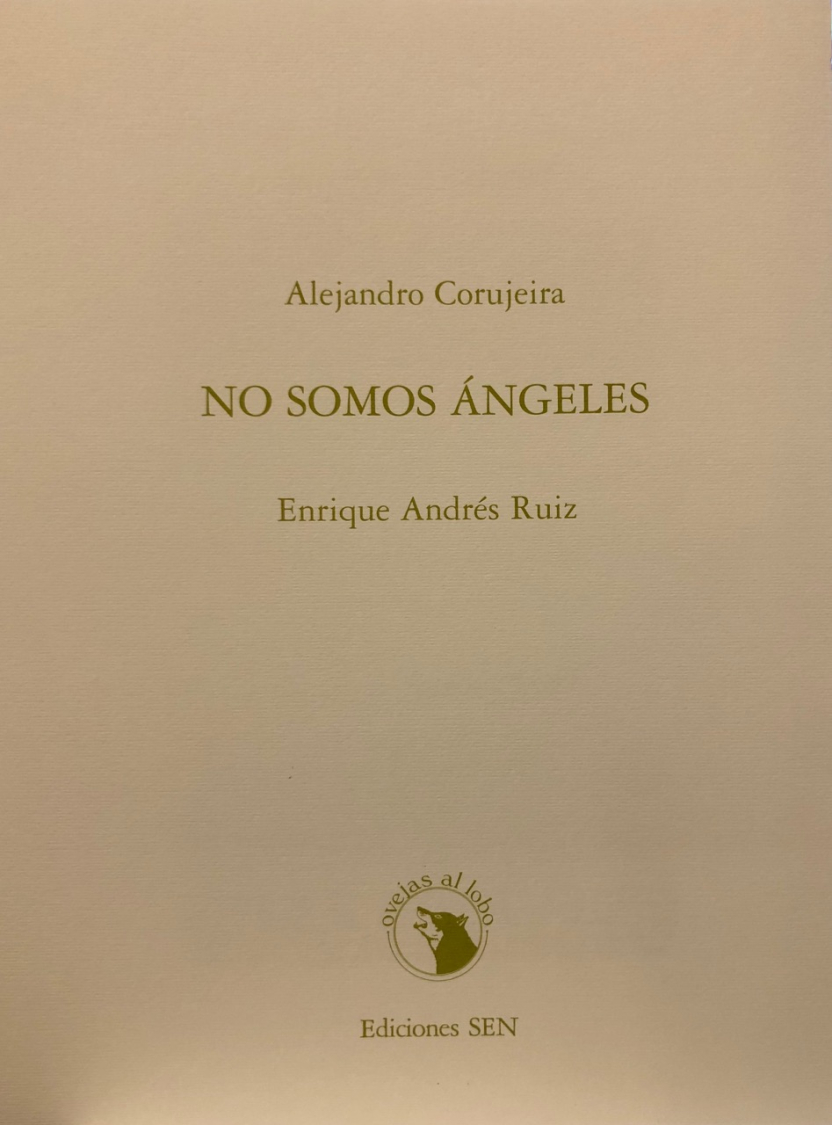 Alejandro Corujeira
NO SOMOS ÁNGELES
Enrique Andrés Ruiz
ovejas al lobo
Ediciones SEN